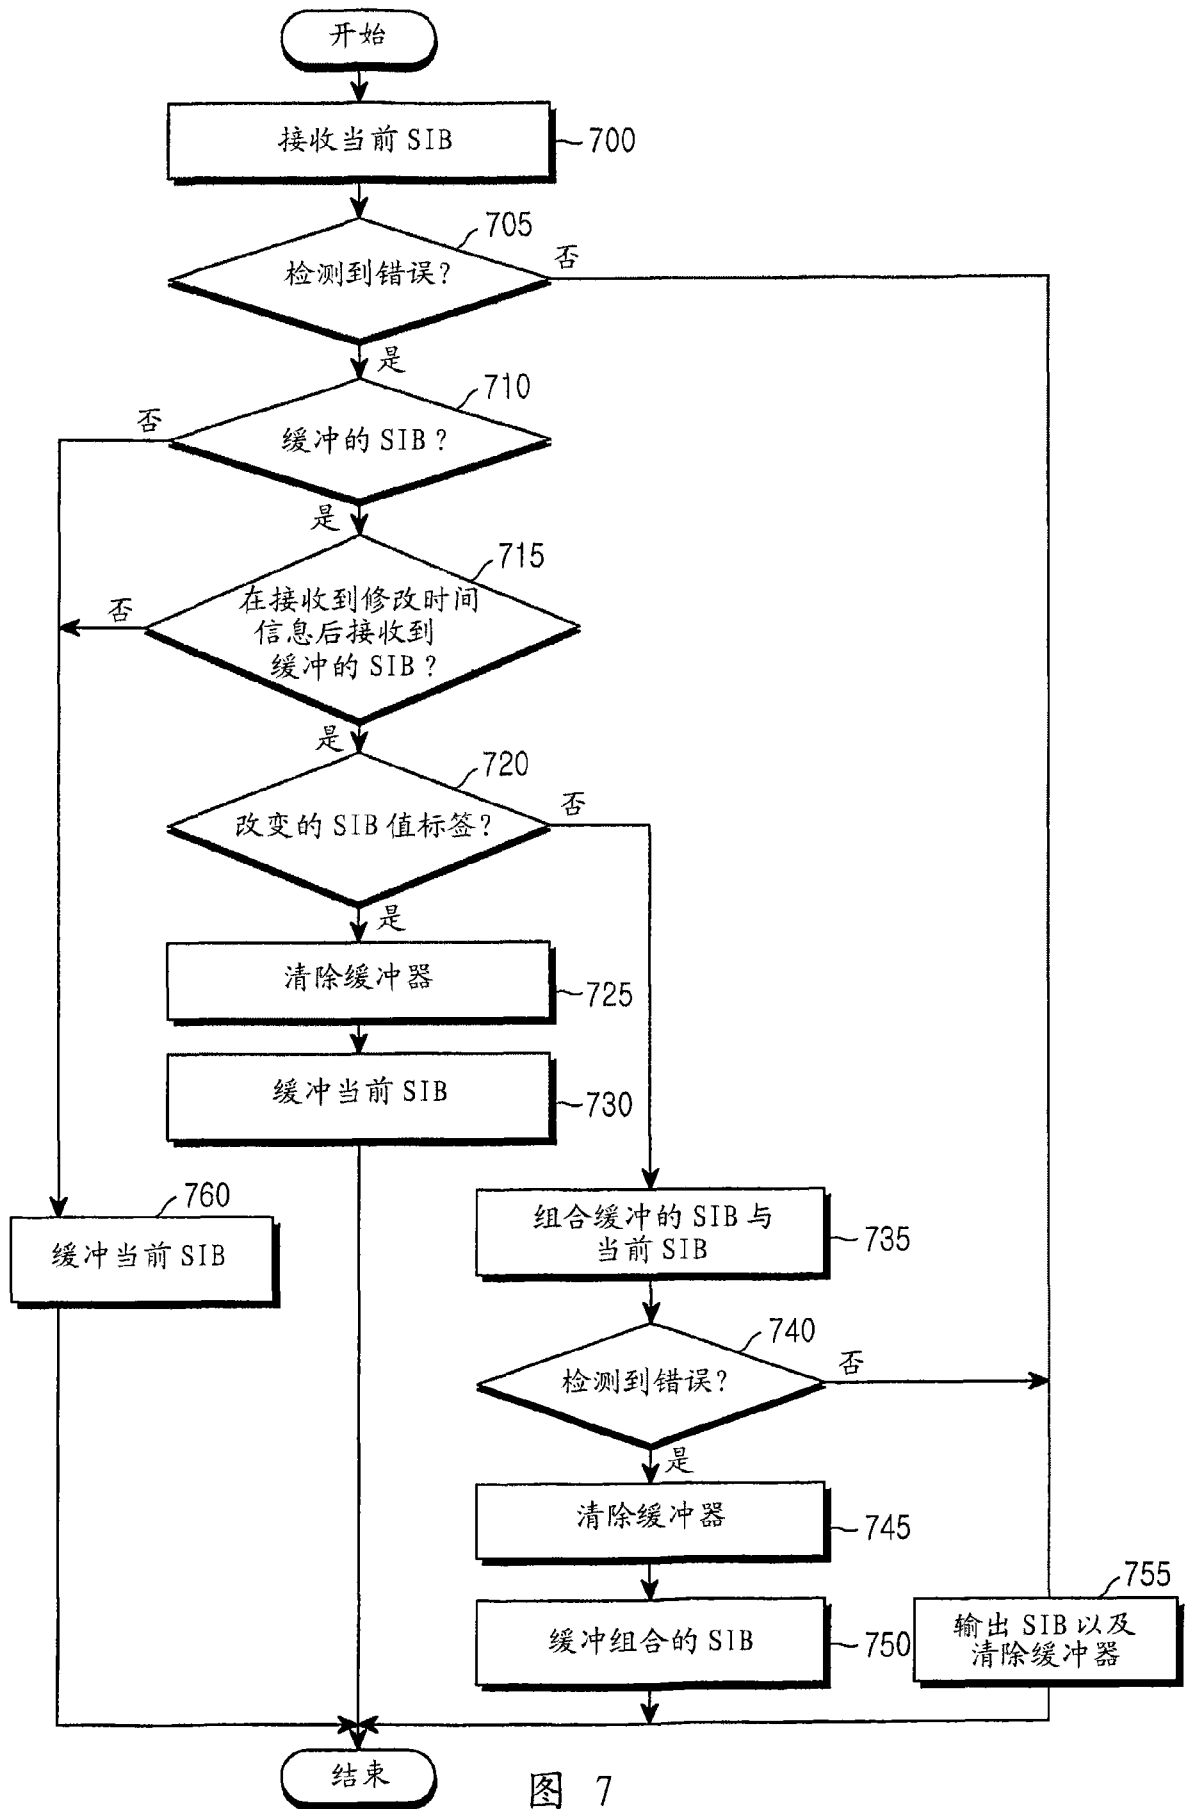 开始
接收当前 SIB
700
705
检测到错误?
否
是
710
否
缓冲的 SIB?
是
715
否
在接收到修改时间
信息后接收到
缓冲的 SIB?
是
720
否
改变的 SIB 值标签?
是
清除缓冲器
725
缓冲当前 SIB
730
760
缓冲当前 SIB
组合缓冲的 SIB 与
当前 SIB
735
740
检测到错误?
否
是
清除缓冲器
745
755
缓冲组合的 SIB
750
输出 SIB 以及
清除缓冲器
结束
图 7